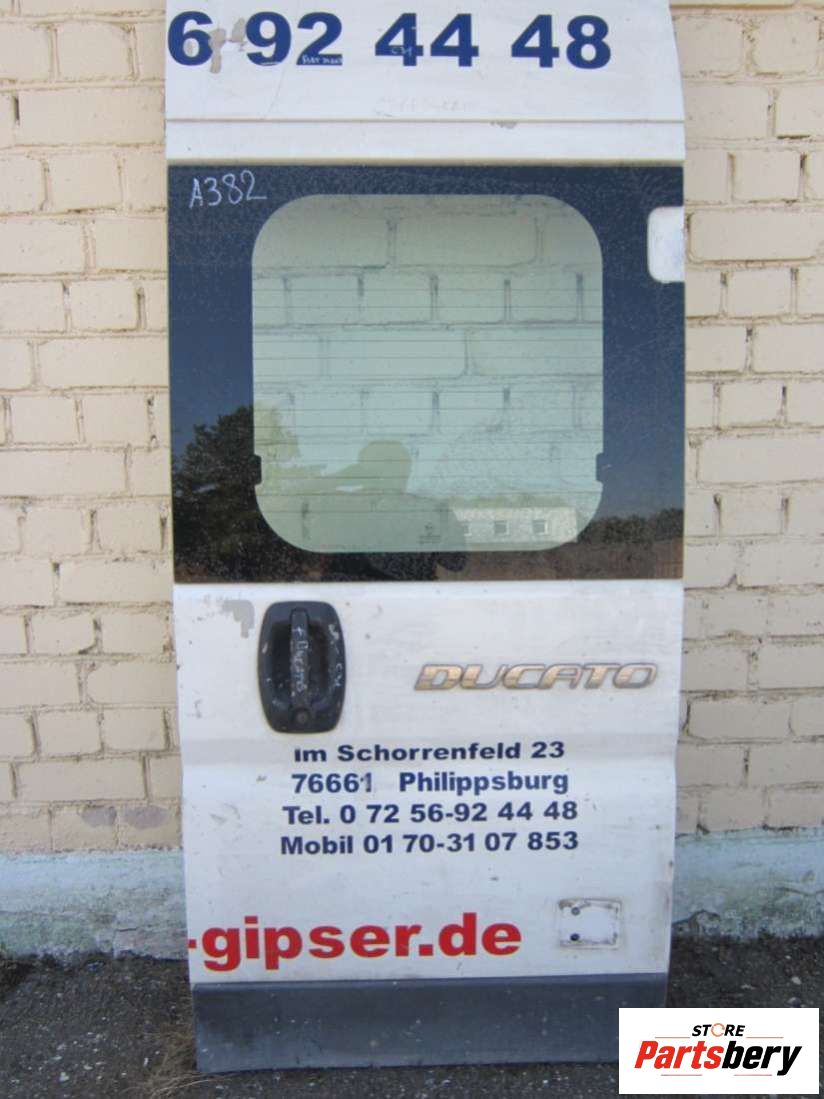 6 92 44 48
A382
DUCATO
im Schorrenfeld 23
76661 Philippsburg
Tel. 0 72 56-92 44 48
Mobil 01 70-31 07 853
-gipser.de
STORE
Partsbery